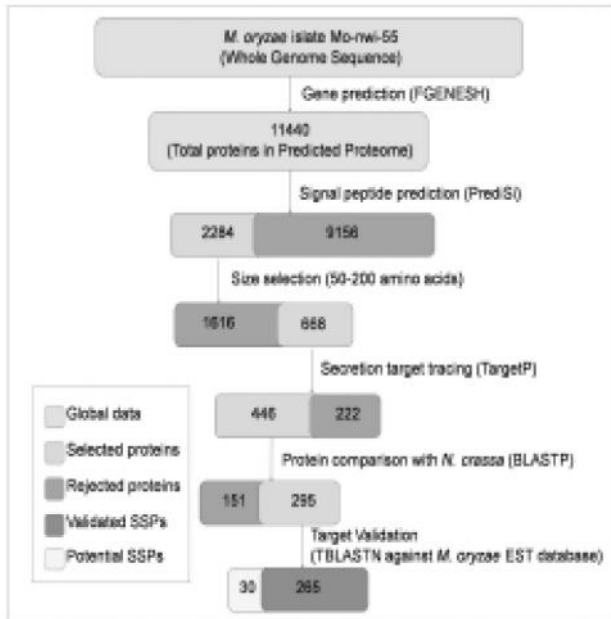 M. oryzae islate Mo-nwi-55
(Whole Genome Sequence)
Gene prediction (FGENESH)
11440
(Total proteins in Predicted Proteome)
Signal peptide prediction (PrediSi)
2284 9156
Size selection (50-200 amino acids)
1616 668
Secretion target tracing (TargetP)
446 222
Protein comparison with N. crassa (BLASTP)
151 295
Target Validation
(TBLASTN against M. oryzae EST database)
30 265
Global data
Selected proteins
Rejected proteins
Validated SSPs
Potential SSPs